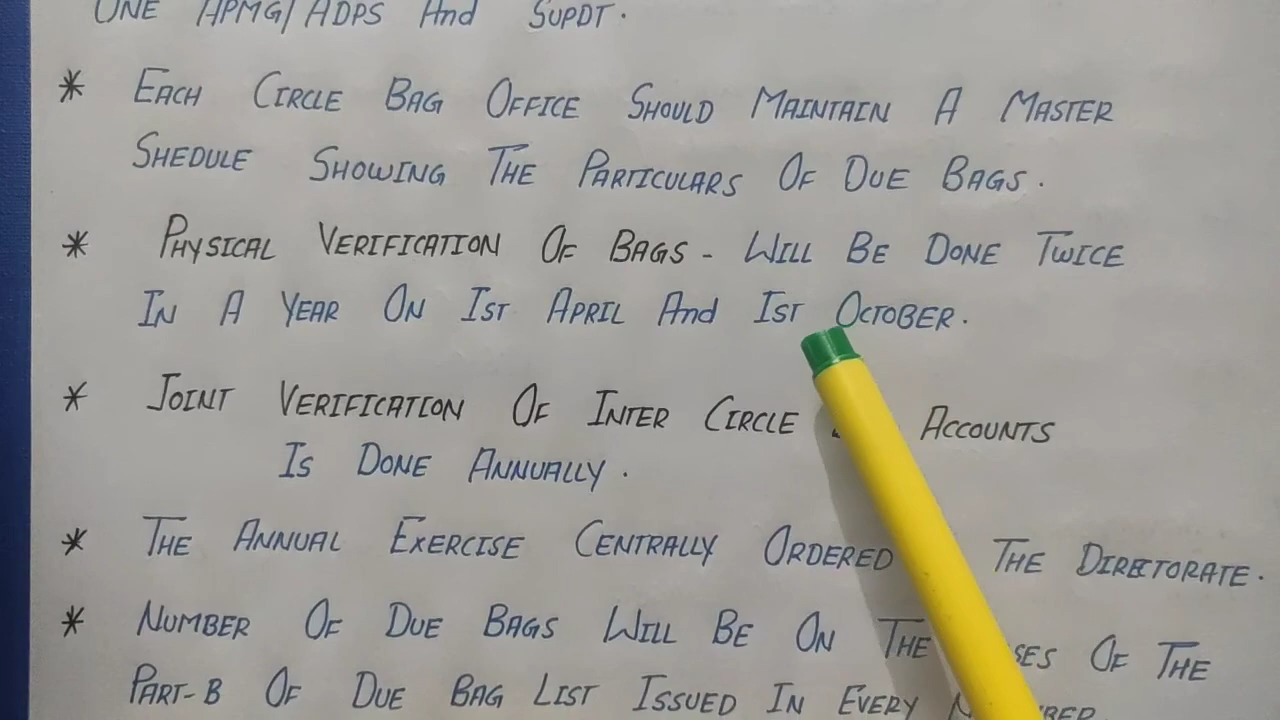 ONE APMG/ADPS And SUPDT.
* EACH CIRCLE BAG OFFICE SHOULD MAINTAIN A MASTER
SHEDULE SHOWING THE PARTICULARS OF DUE BAGS.
* PHYSICAL VERIFICATION OF BAGS - WILL BE DONE TWICE
IN A YEAR ON IST APRIL And IST OCTOBER.
* JOINT VERIFICATION OF INTER CIRCLE ACCOUNTS
IS DONE ANNUALLY.
* THE ANNUAL EXERCISE CENTRALLY ORDERED THE DIRECTORATE.
* NUMBER OF DUE BAGS WILL BE ON THE OF THE
PART-B OF DUE BAG LIST ISSUED IN EVERY